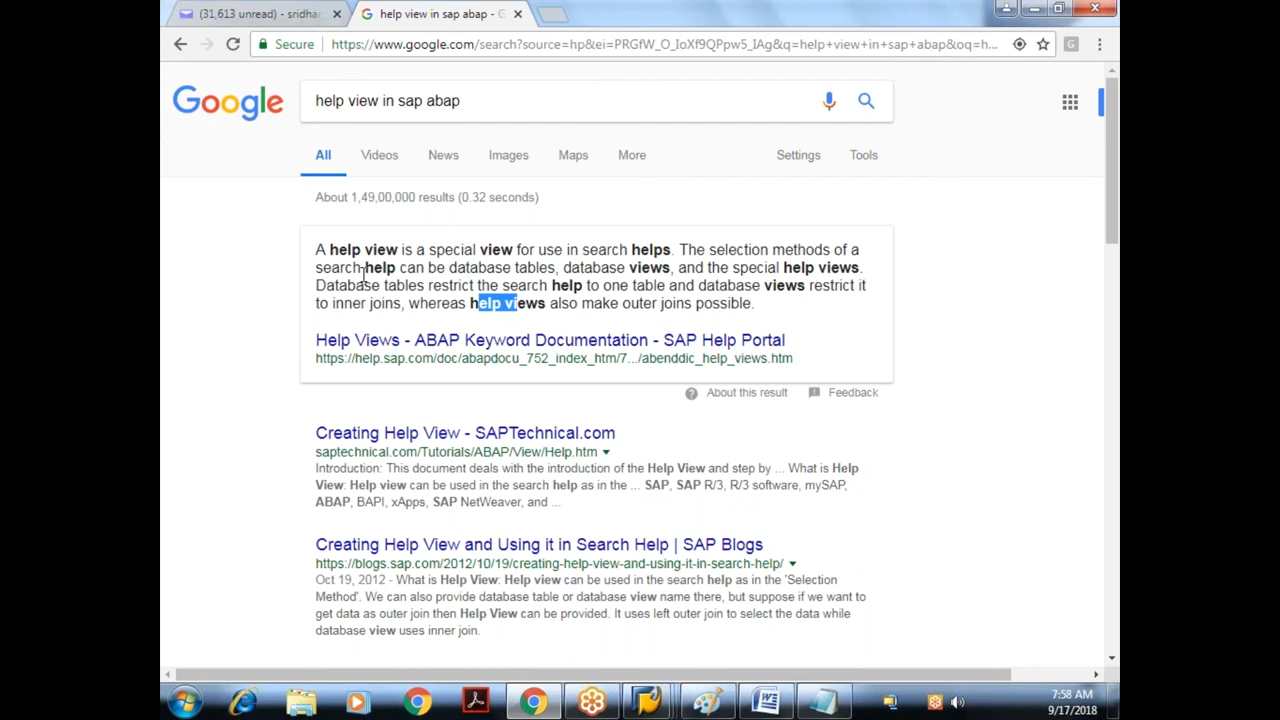 (31,613 unread) - sridhar
help view in sap abap - G
Secure
https://www.google.com/search?source=hp&ei=PRGfW_O_IoXf9QPpw5_IAg&q=help+view+in+sap+abap&oq=h...
G
Google
help view in sap abap
All Videos News Images Maps More Settings Tools
About 1,49,00,000 results (0.32 seconds)
A help view is a special view for use in search helps. The selection methods of a
search help can be database tables, database views, and the special help views.
Database tables restrict the search help to one table and database views restrict it
to inner joins, whereas help views also make outer joins possible.
Help Views - ABAP Keyword Documentation - SAP Help Portal
https://help.sap.com/doc/abapdocu_752_index_htm/7.../abenddic_help_views.htm
About this result Feedback
Creating Help View - SAPTechnical.com
saptechnical.com/Tutorials/ABAP/View/Help.htm
Introduction: This document deals with the introduction of the Help View and step by ... What is Help
View: Help view can be used in the search help as in the ... SAP, SAP R/3, R/3 software, mySAP,
ABAP, BAPI, xApps, SAP NetWeaver, and ...
Creating Help View and Using it in Search Help | SAP Blogs
https://blogs.sap.com/2012/10/19/creating-help-view-and-using-it-in-search-help/
Oct 19, 2012 - What is Help View: Help view can be used in the search help as in the 'Selection
Method'. We can also provide database table or database view name there, but suppose if we want to
get data as outer join then Help View can be provided. It uses left outer join to select the data while
database view uses inner join.
7:58 AM
9/17/2018